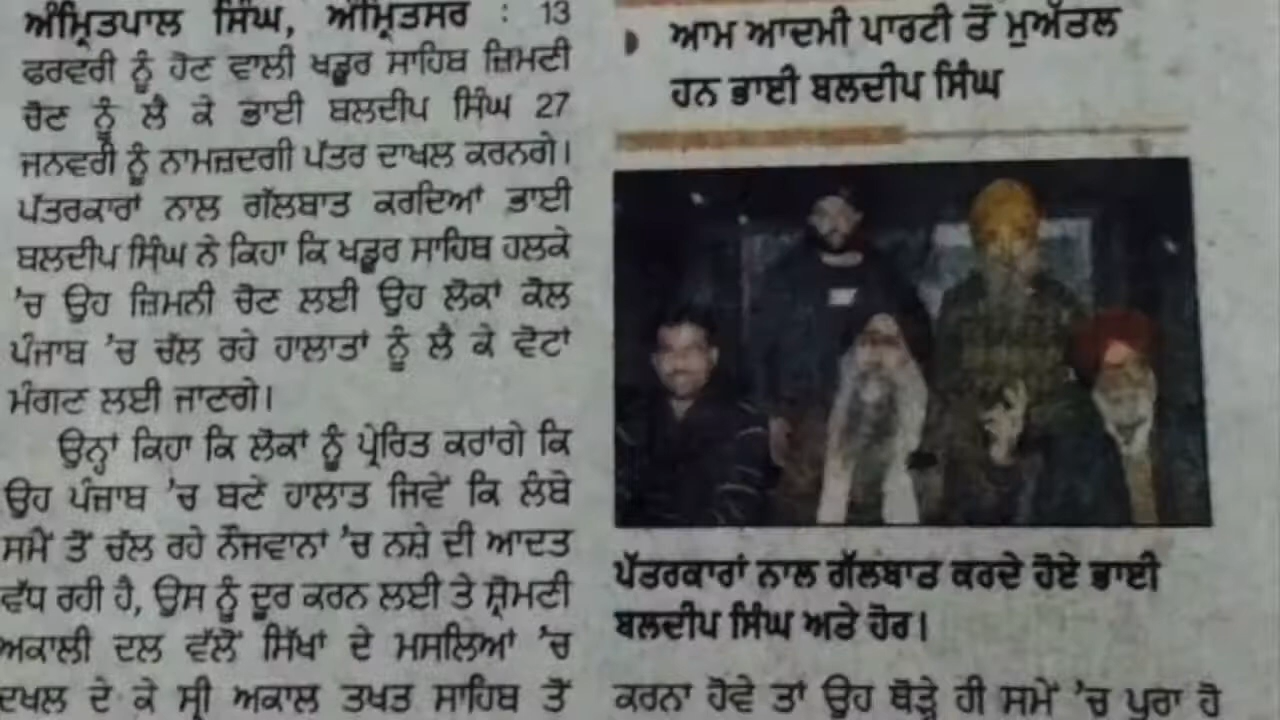 ਅੰਮ੍ਰਿਤਪਾਲ ਸਿੰਘ, ਅੰਮ੍ਰਿਤਸਰ : 13
ਫਰਵਰੀ ਨੂੰ ਹੋਣ ਵਾਲੀ ਖਡੂਰ ਸਾਹਿਬ ਜ਼ਿਮਣੀ
ਚੋਣ ਨੂੰ ਲੈ ਕੇ ਭਾਈ ਬਲਦੀਪ ਸਿੰਘ 27
ਜਨਵਰੀ ਨੂੰ ਨਾਮਜ਼ਦਗੀ ਪੱਤਰ ਦਾਖਲ ਕਰਨਗੇ।
ਪੱਤਰਕਾਰਾਂ ਨਾਲ ਗੱਲਬਾਤ ਕਰਦਿਆਂ ਭਾਈ
ਬਲਦੀਪ ਸਿੰਘ ਨੇ ਕਿਹਾ ਕਿ ਖਡੂਰ ਸਾਹਿਬ ਹਲਕੇ
'ਚ ਉਹ ਜ਼ਿਮਨੀ ਚੋਣ ਲਈ ਉਹ ਲੋਕਾਂ ਕੋਲ
ਪੰਜਾਬ 'ਚ ਚੱਲ ਰਹੇ ਹਾਲਾਤਾਂ ਨੂੰ ਲੈ ਕੇ ਵੋਟਾਂ
ਮੰਗਣ ਲਈ ਜਾਣਗੇ।
ਉਨ੍ਹਾਂ ਕਿਹਾ ਕਿ ਲੋਕਾਂ ਨੂੰ ਪ੍ਰੇਰਿਤ ਕਰਾਂਗੇ ਕਿ
ਉਹ ਪੰਜਾਬ 'ਚ ਬਣੇ ਹਾਲਾਤ ਜਿਵੇਂ ਕਿ ਲੰਬੇ
ਸਮੇਂ ਤੋਂ ਚੱਲ ਰਹੇ ਨੌਜਵਾਨਾਂ 'ਚ ਨਸ਼ੇ ਦੀ ਆਦਤ
ਵੱਧ ਰਹੀ ਹੈ, ਉਸ ਨੂੰ ਦੂਰ ਕਰਨ ਲਈ ਤੇ ਸ਼੍ਰੋਮਣੀ
ਅਕਾਲੀ ਦਲ ਵੱਲੋਂ ਸਿੱਖਾਂ ਦੇ ਮਸਲਿਆਂ 'ਚ
ਦਖਲ ਦੇ ਕੇ ਸ੍ਰੀ ਅਕਾਲ ਤਖਤ ਸਾਹਿਬ ਤੋਂ
ਆਮ ਆਦਮੀ ਪਾਰਟੀ ਤੋਂ ਮੁਅੱਤਲ
ਹਨ ਭਾਈ ਬਲਦੀਪ ਸਿੰਘ
ਪੱਤਰਕਾਰਾਂ ਨਾਲ ਗੱਲਬਾਤ ਕਰਦੇ ਹੋਏ ਭਾਈ
ਬਲਦੀਪ ਸਿੰਘ ਅਤੇ ਹੋਰ।
ਕਰਨਾ ਹੋਵੇ ਤਾਂ ਉਹ ਥੋੜ੍ਹੇ ਹੀ ਸਮੇਂ 'ਚ ਪੂਰਾ ਹੋ